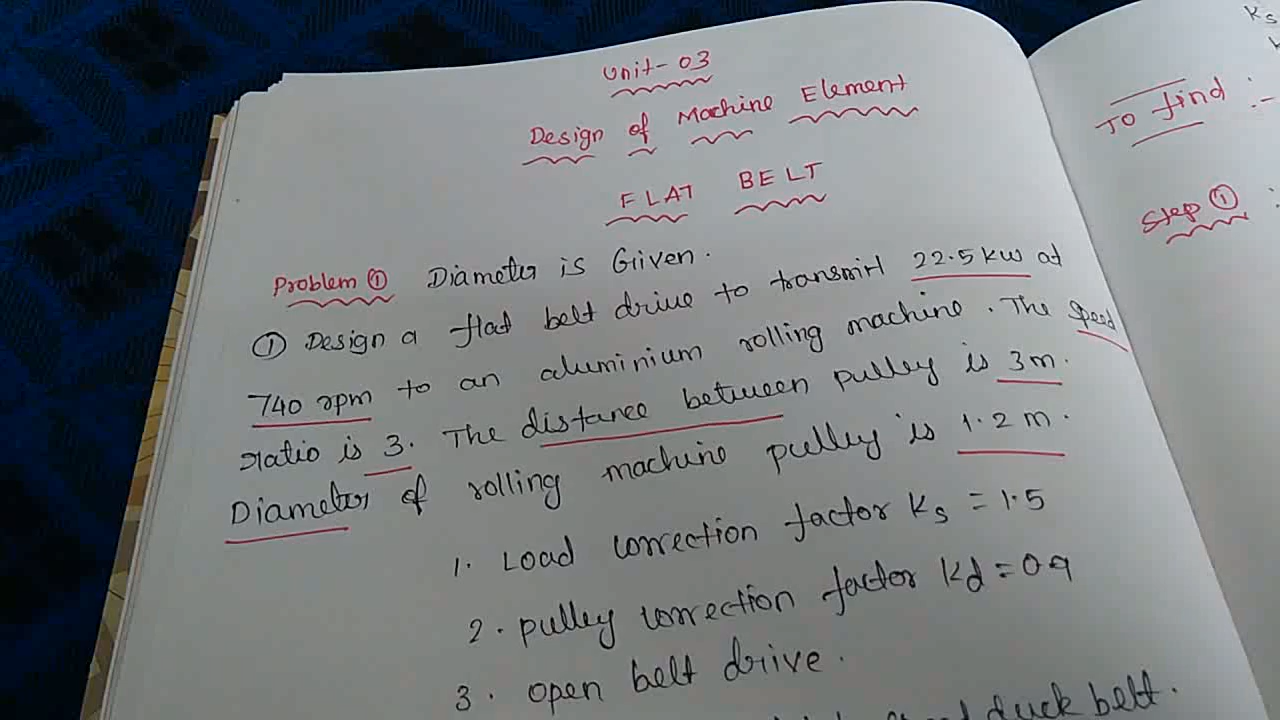 Unit-03
Design of Machine Element
FLAT BELT
Problem ① Diameter is Given.
① Design a flat belt drive to transmit 22.5 kw at
740 rpm to an aluminium rolling machine. The speed
ratio is 3. The distance between pulley is 3m.
Diameter of rolling machine pulley is 1.2 m.
1. Load correction factor Ks = 1.5
2. pulley correction factor Kd = 0.9
3. open belt drive.
duck belt.
Ks
To find :-
Step ① :